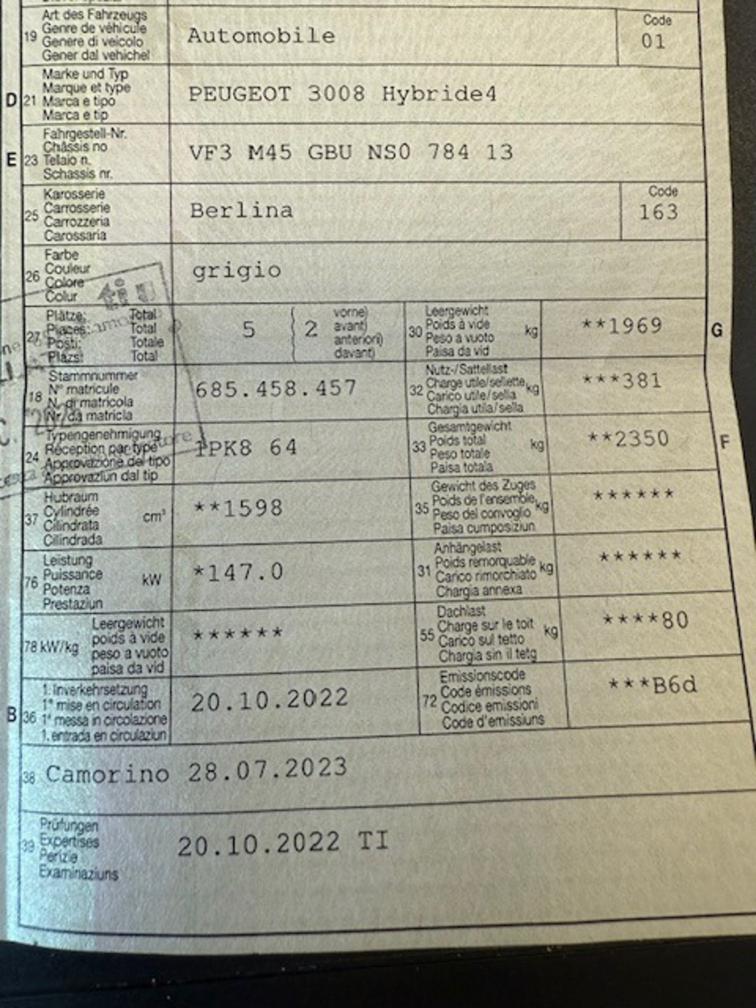 19 Art des Fahrzeugs
Genre de véhicule
Genere di veicolo
Gener dal vehichel
Automobile
Code
01
D 21 Marke und Typ
Marque et type
Marca e tipo
Marca e tip
PEUGEOT 3008 Hybride4
E 23 Fahrgestell-Nr.
Châssis no
Telaio n.
Schassis nr.
VF3 M45 GBU NS0 784 13
25 Karosserie
Carrosserie
Carrozzeria
Carossaria
Berlina
Code
163
26 Farbe
Couleur
Colore
Colur
grigio
ti
27 Plätze: Total
Places: Total
Posti: Totale
Plazs: Total
5 2 vorne)
avant)
anteriori)
davant)
30 Leergewicht
Poids à vide
Peso a vuoto
Paisa da vid
kg **1969 G
18 Stammnummer
N° matricule
N. di matricola
Nr. da matricla
685.458.457
32 Nutz-/Sattellast
Charge utile/sellette
Carico utile/sella
Chargia utila/sella
kg ***381
24 Typengenehmigung
Réception par type
Approvazione del tipo
Approvaziun dal tip
1PK8 64
33 Gesamtgewicht
Poids total
Peso totale
Paisa totala
kg **2350 F
37 Hubraum
Cylindrée
Cilindrata
Cilindrada
cm³ **1598
35 Gewicht des Zuges
Poids de l'ensemble
Peso del convoglio
Paisa cumposiziun
kg ******
76 Leistung
Puissance
Potenza
Prestaziun
kW *147.0
31 Anhängelast
Poids remorquable
Carico rimorchiato
Chargia annexa
kg ******
78 kW/kg Leergewicht
poids à vide
peso a vuoto
paisa da vid
******
55 Dachlast
Charge sur le toit
Carico sul tetto
Chargia sin il tetg
kg ****80
B 36 1. Inverkehrsetzung
1re mise en circulation
1a messa in circolazione
1. entrada en circulaziun
20.10.2022
72 Emissionscode
Code émissions
Codice emissioni
Code d'emissiuns
***B6d
38 Camorino 28.07.2023
39 Prüfungen
Expertises
Perizie
Examinaziuns
20.10.2022 TI